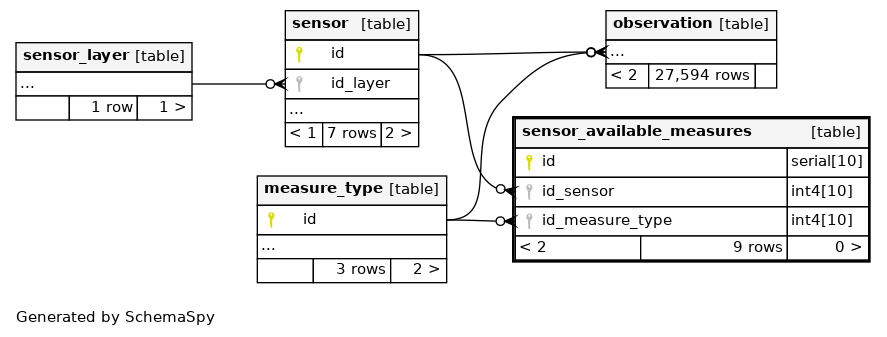 sensor_layer [table]
...
1 row 1 >
sensor [table]
id
id_layer
...
< 1 7 rows 2 >
measure_type [table]
id
...
3 rows 2 >
observation [table]
...
< 2 27,594 rows
sensor_available_measures [table]
id serial[10]
id_sensor int4[10]
id_measure_type int4[10]
< 2 9 rows 0 >
Generated by SchemaSpy